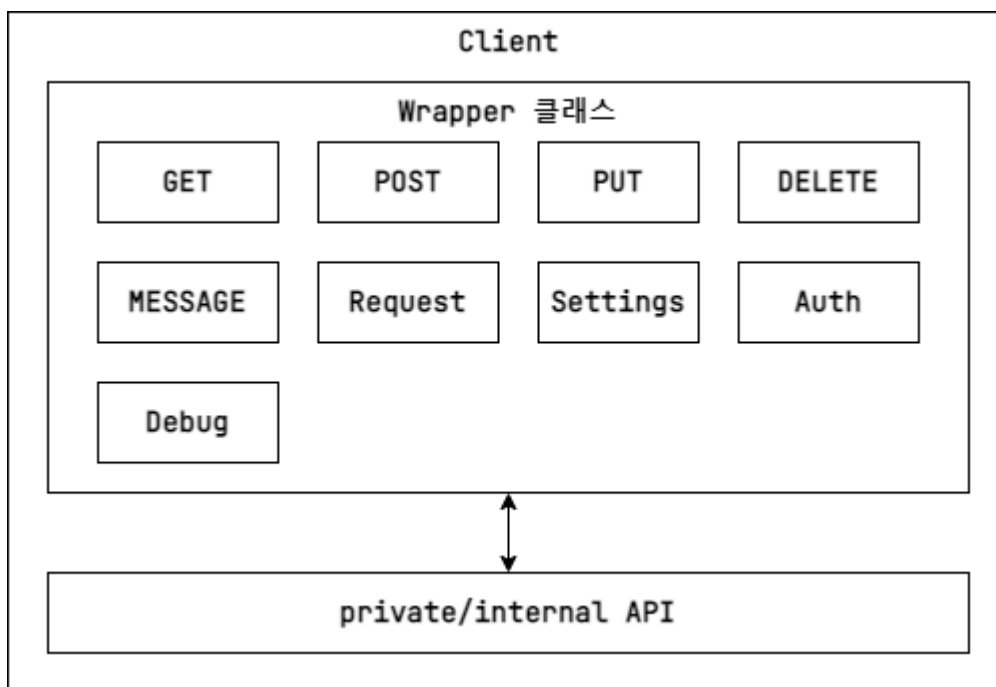 Client
Wrapper 클래스
GET
POST
PUT
DELETE
MESSAGE
Request
Settings
Auth
Debug
private/internal API